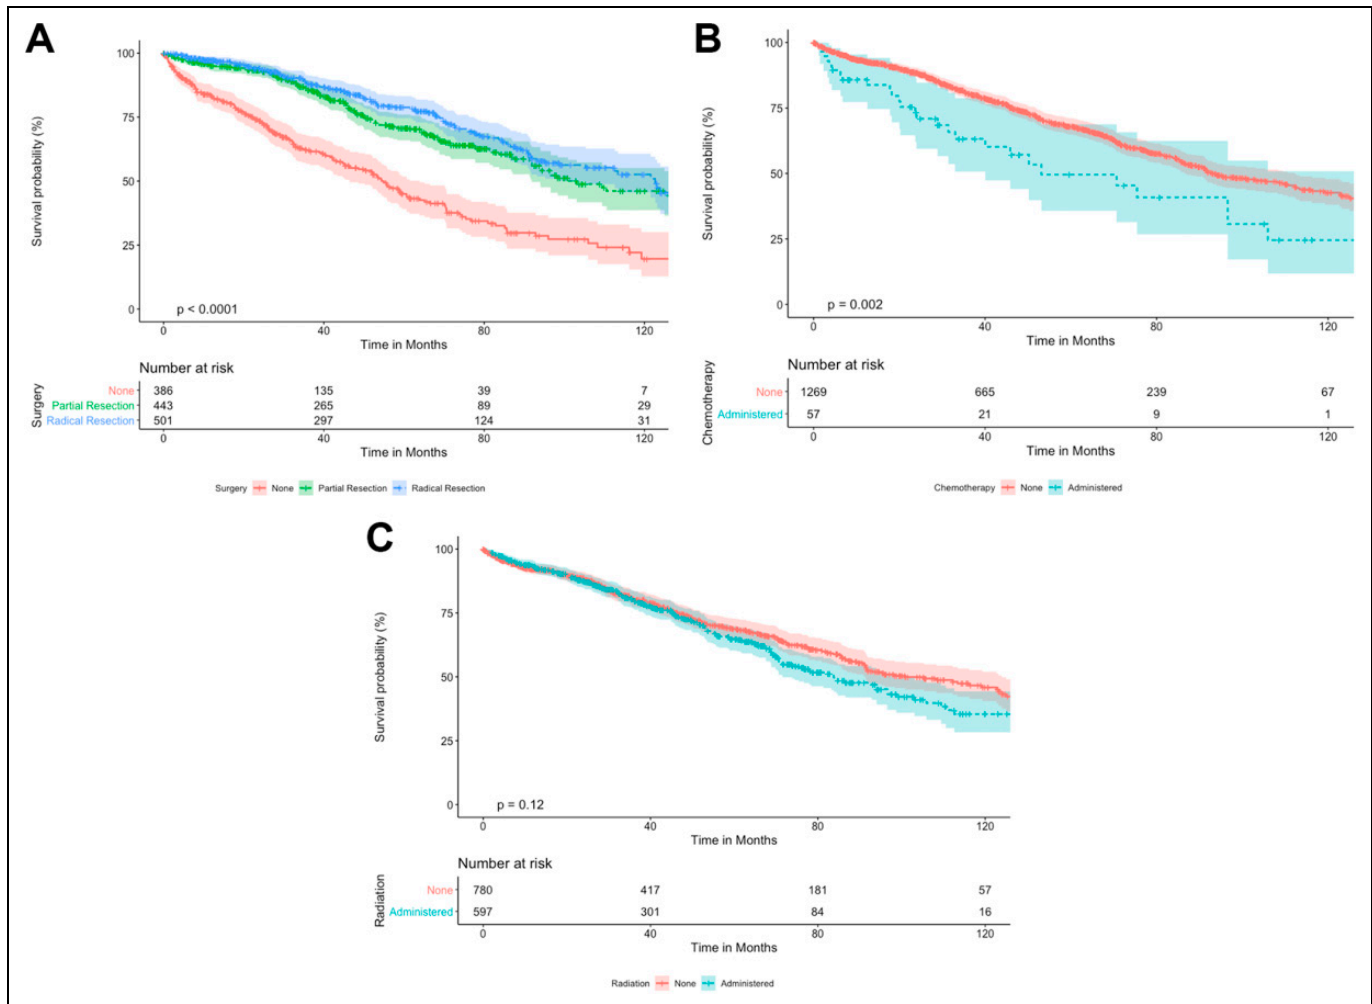 A
100
75
50
25
0
Survival probability (%)
p < 0.0001
0 40 80 120
Time in Months
Number at risk
Surgery
None 386 135 39 7
Partial Resection 443 265 89 29
Radical Resection 501 297 124 31
0 40 80 120
Time in Months
Surgery None Partial Resection Radical Resection
B
100
75
50
25
0
Survival probability (%)
p = 0.002
0 40 80 120
Time in Months
Number at risk
Chemotherapy
None 1269 665 239 67
Administered 57 21 9 1
0 40 80 120
Time in Months
Chemotherapy None Administered
C
100
75
50
25
0
Survival probability (%)
p = 0.12
0 40 80 120
Time in Months
Number at risk
Radiation
None 780 417 181 57
Administered 597 301 84 16
0 40 80 120
Time in Months
Radiation None Administered